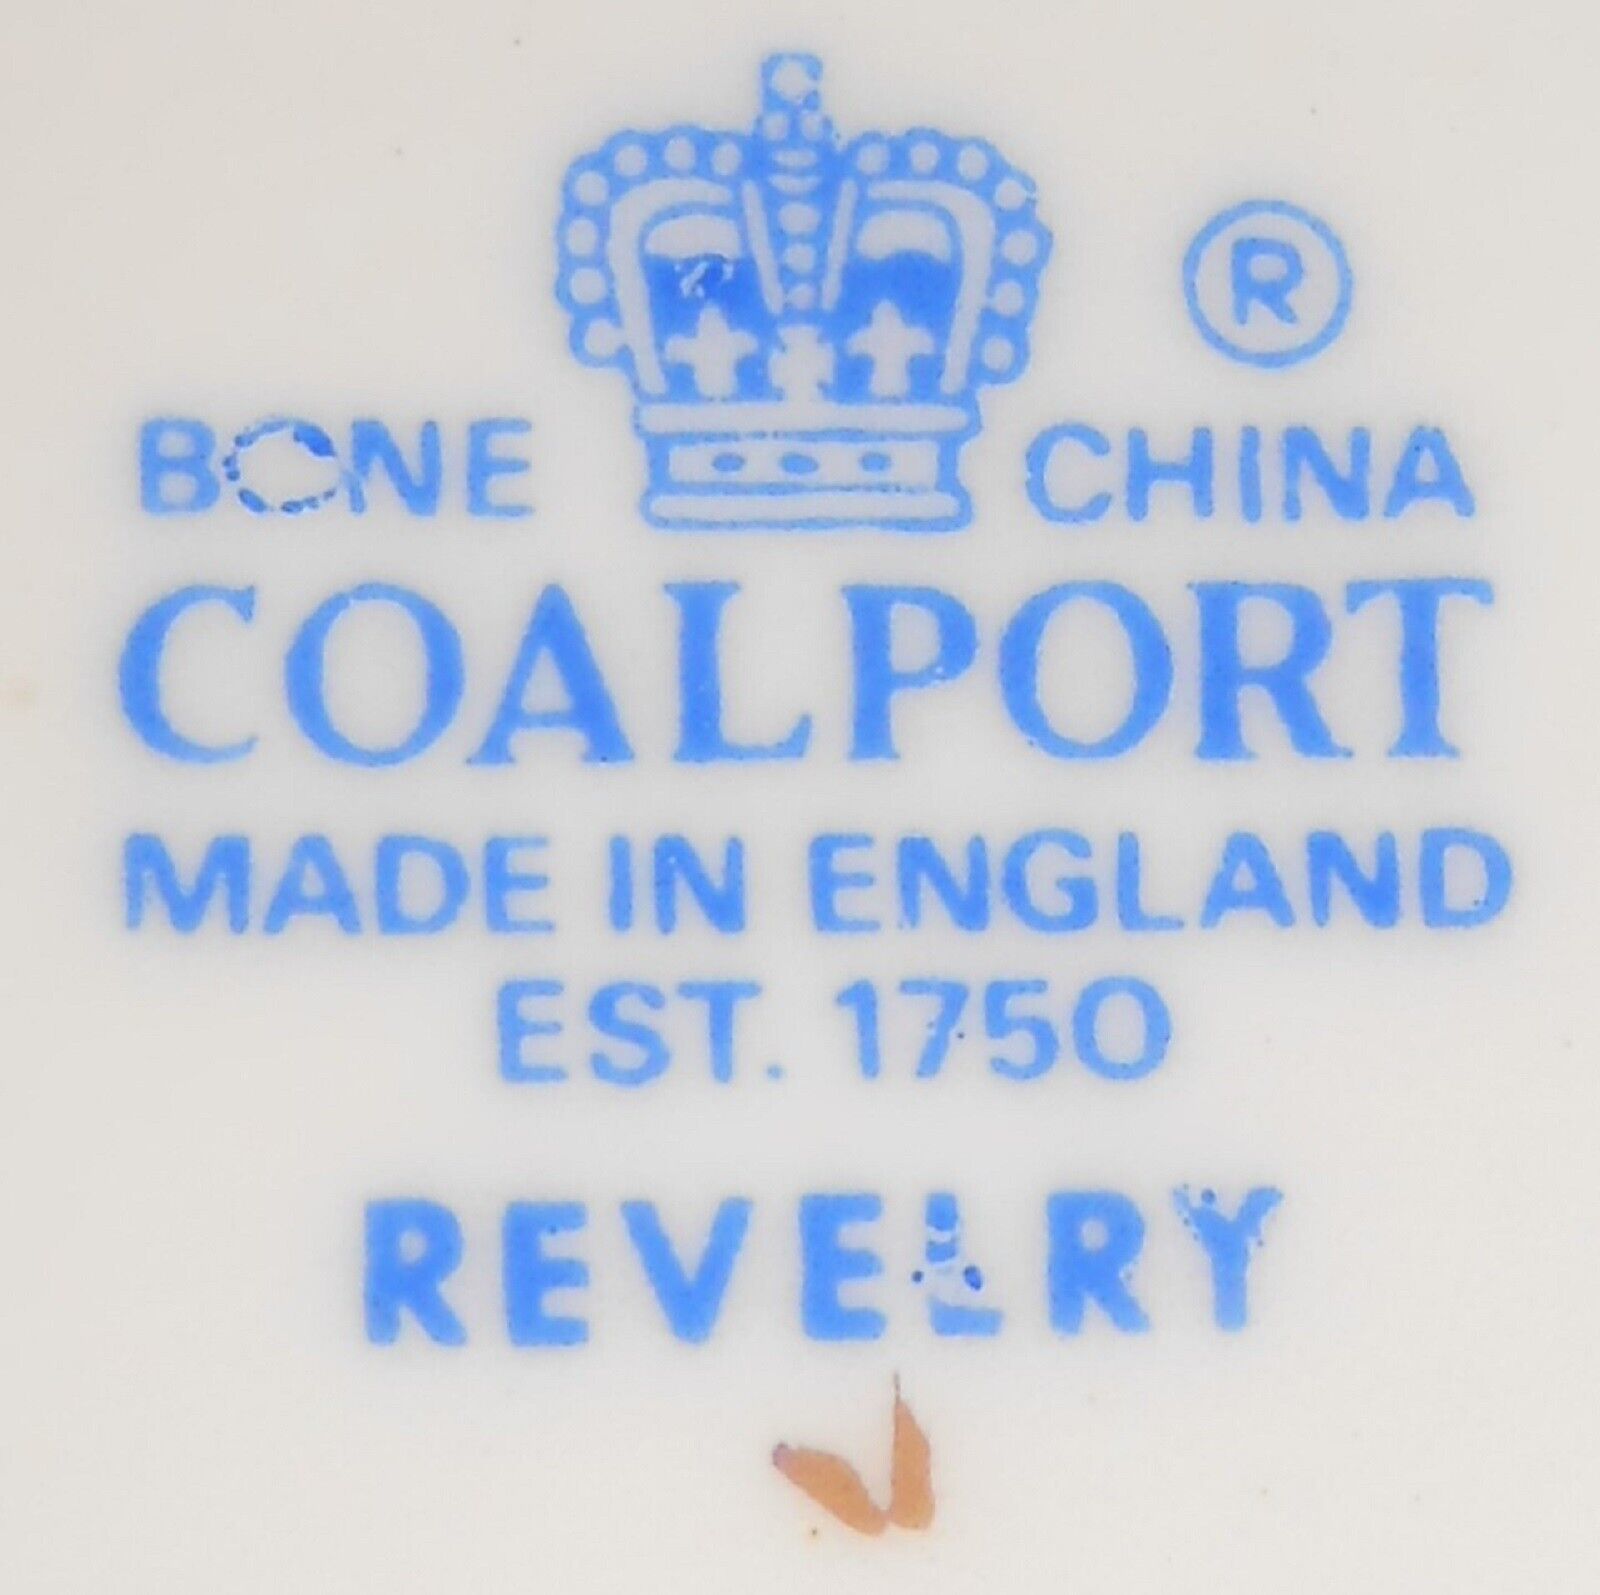 ®
BONE CHINA
COALPORT
MADE IN ENGLAND
EST. 1750
REVELRY